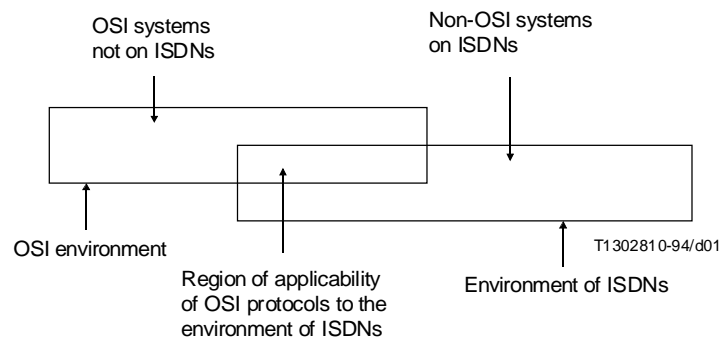 OSI systems
not on ISDNs
Non-OSI systems
on ISDNs
OSI environment
T1302810-94/d01
Region of applicability
of OSI protocols to the
environment of ISDNs
Environment of ISDNs